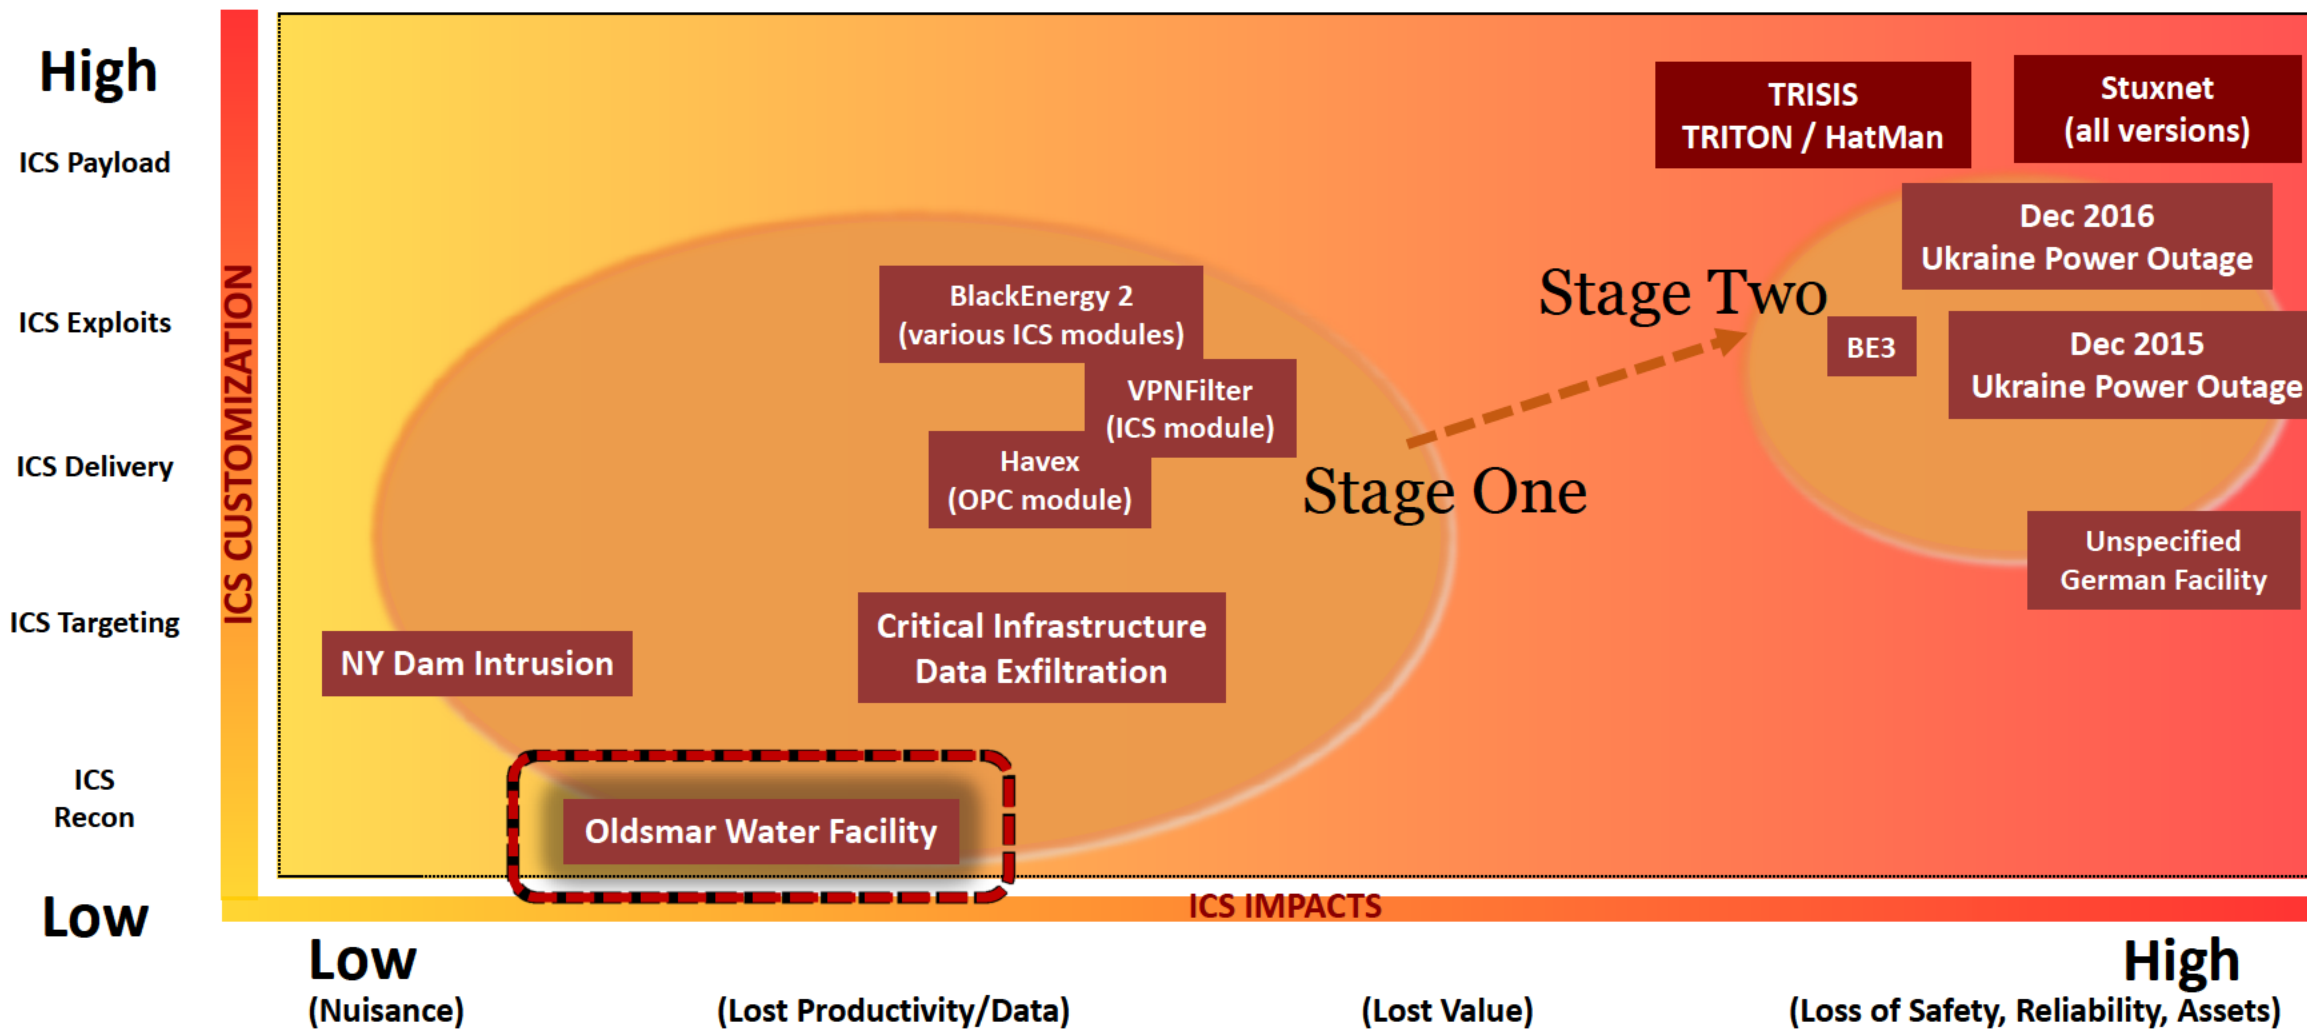 High
ICS Payload
ICS Exploits
ICS Delivery
ICS Targeting
ICS
Recon
Low
ICS CUSTOMIZATION
TRISIS
TRITON / HatMan
Stuxnet
(all versions)
Dec 2016
Ukraine Power Outage
BlackEnergy 2
(various ICS modules)
Stage Two
BE3
Dec 2015
Ukraine Power Outage
VPNFilter
(ICS module)
Havex
(OPC module)
Stage One
Unspecified
German Facility
NY Dam Intrusion
Critical Infrastructure
Data Exfiltration
Oldsmar Water Facility
ICS IMPACTS
Low
(Nuisance)
(Lost Productivity/Data)
(Lost Value)
High
(Loss of Safety, Reliability, Assets)